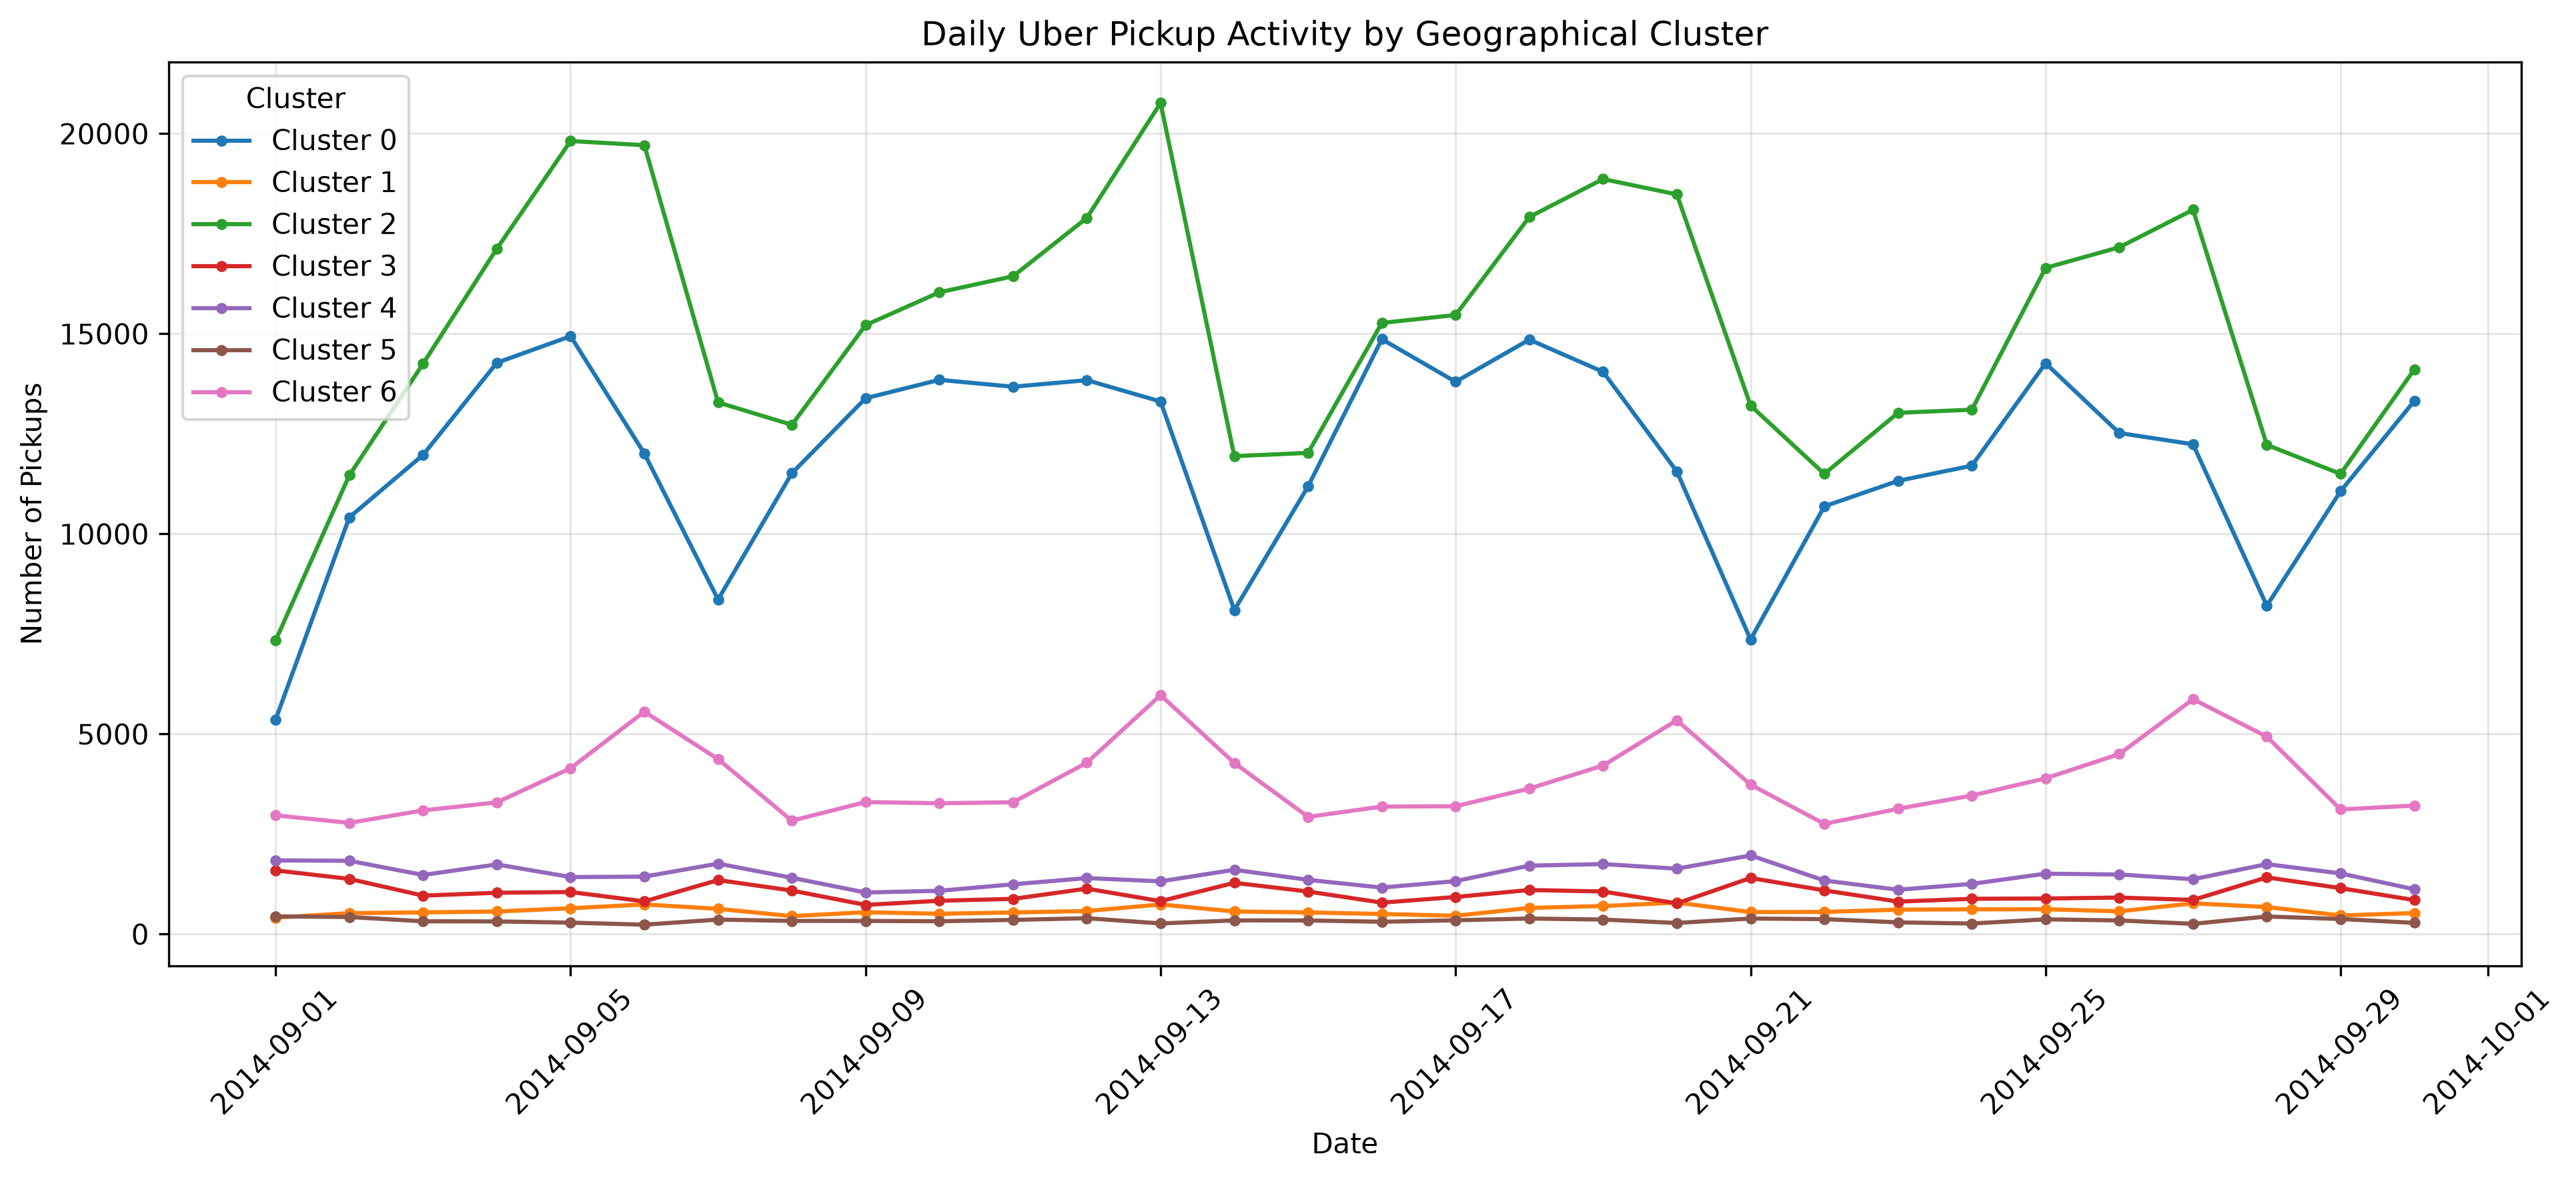 Daily Uber Pickup Activity by Geographical Cluster
Cluster
Cluster 0
Cluster 1
Cluster 2
Cluster 3
Cluster 4
Cluster 5
Cluster 6
Number of Pickups
20000
15000
10000
5000
0
2014-09-01
2014-09-05
2014-09-09
2014-09-13
2014-09-17
2014-09-21
2014-09-25
2014-09-29
2014-10-01
Date